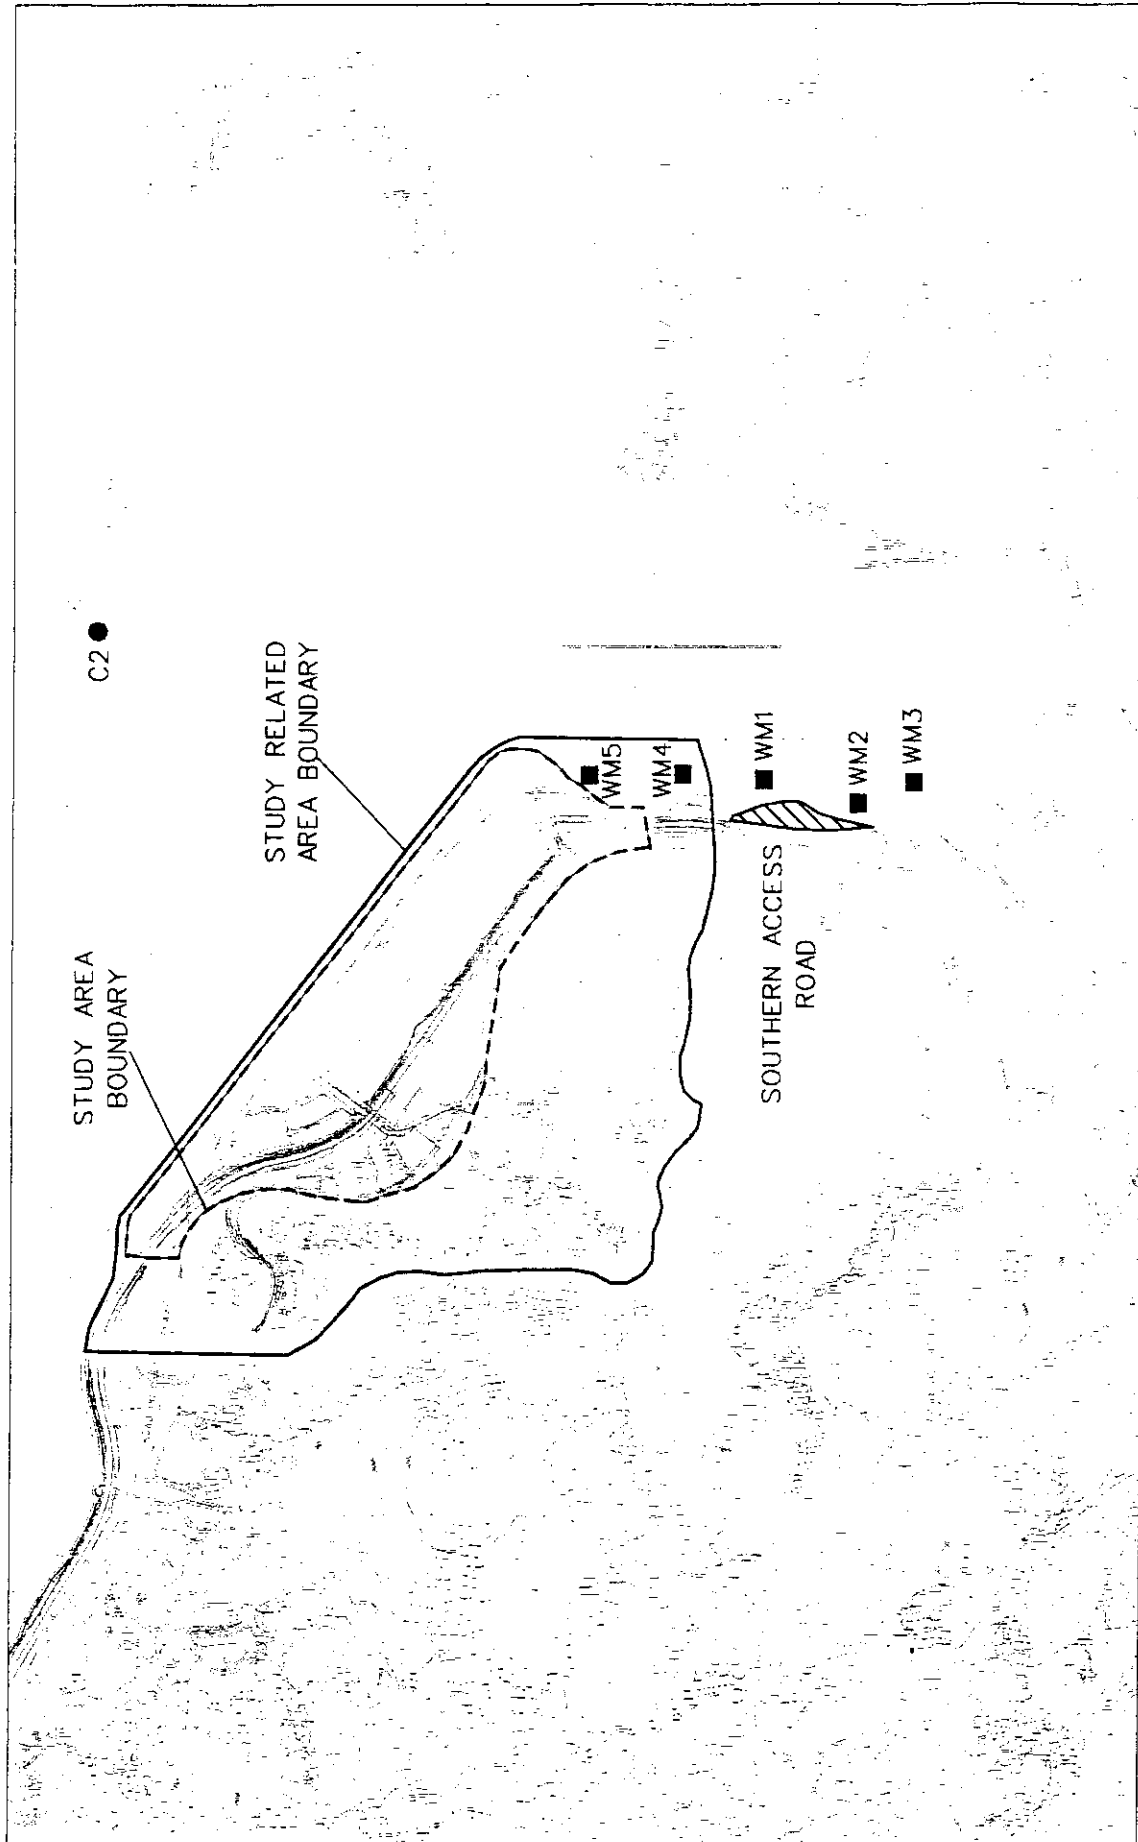 C2
STUDY RELATED
AREA BOUNDARY
STUDY AREA
BOUNDARY
WM5
WM4
WM1
WM2
WM3
SOUTHERN ACCESS
ROAD